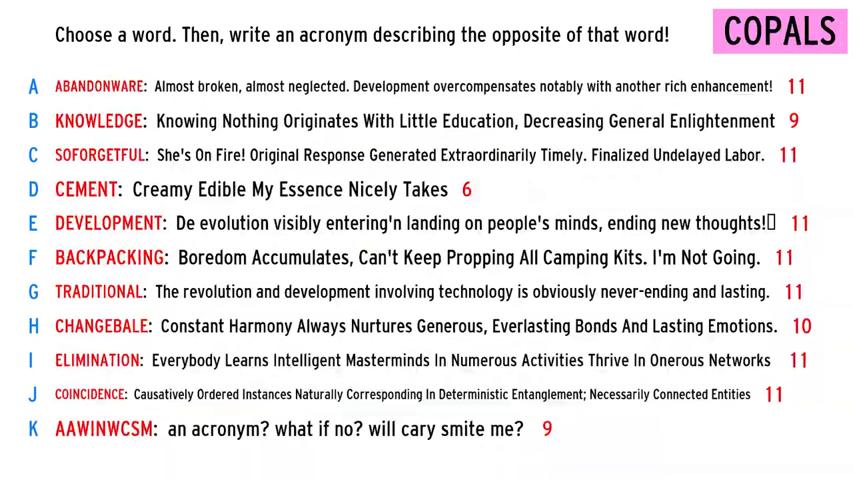 Choose a word. Then, write an acronym describing the opposite of that word!
COPALS
A ABANDONWARE: Almost broken, almost neglected. Development overcompensates notably with another rich enhancement! 11
B KNOWLEDGE: Knowing Nothing Originates With Little Education, Decreasing General Enlightenment 9
C SOFORGETFUL: She's On Fire! Original Response Generated Extraordinarily Timely. Finalized Undelayed Labor. 11
D CEMENT: Creamy Edible My Essence Nicely Takes 6
E DEVELOPMENT: De evolution visibly entering'n landing on people's minds, ending new thoughts!▯ 11
F BACKPACKING: Boredom Accumulates, Can't Keep Propping All Camping Kits. I'm Not Going. 11
G TRADITIONAL: The revolution and development involving technology is obviously never-ending and lasting. 11
H CHANGEBALE: Constant Harmony Always Nurtures Generous, Everlasting Bonds And Lasting Emotions. 10
I ELIMINATION: Everybody Learns Intelligent Masterminds In Numerous Activities Thrive In Onerous Networks 11
J COINCIDENCE: Causatively Ordered Instances Naturally Corresponding In Deterministic Entanglement; Necessarily Connected Entities 11
K AAWINWCSM: an acronym? what if no? will cary smite me? 9